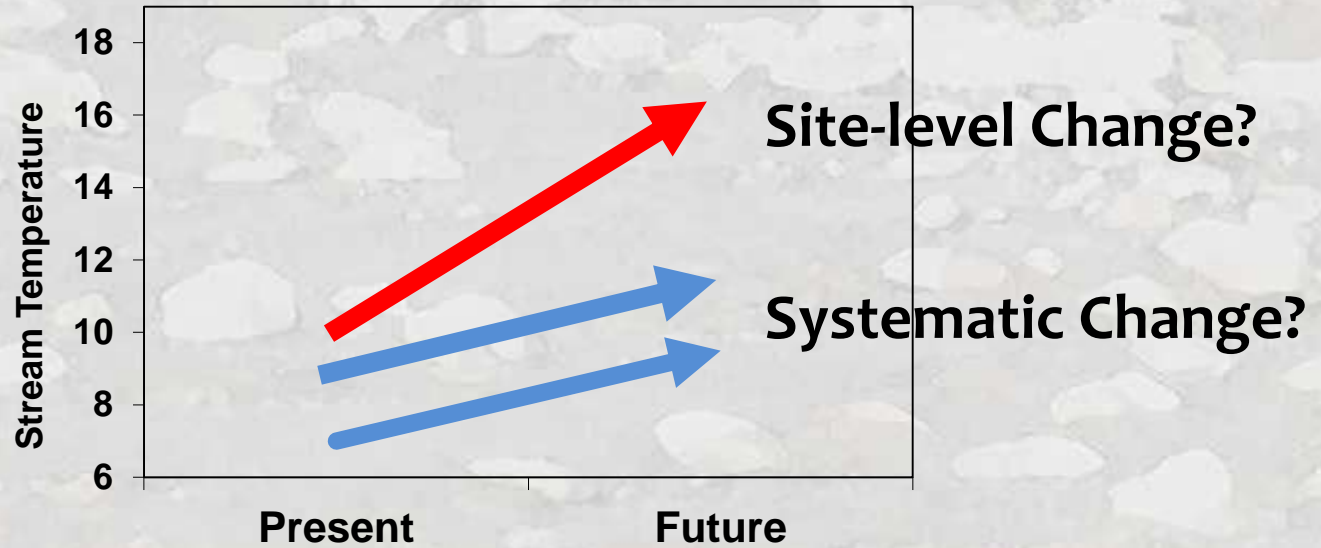 Stream Temperature
18
16
14
12
10
8
6
Site-level Change?
Systematic Change?
Present
Future